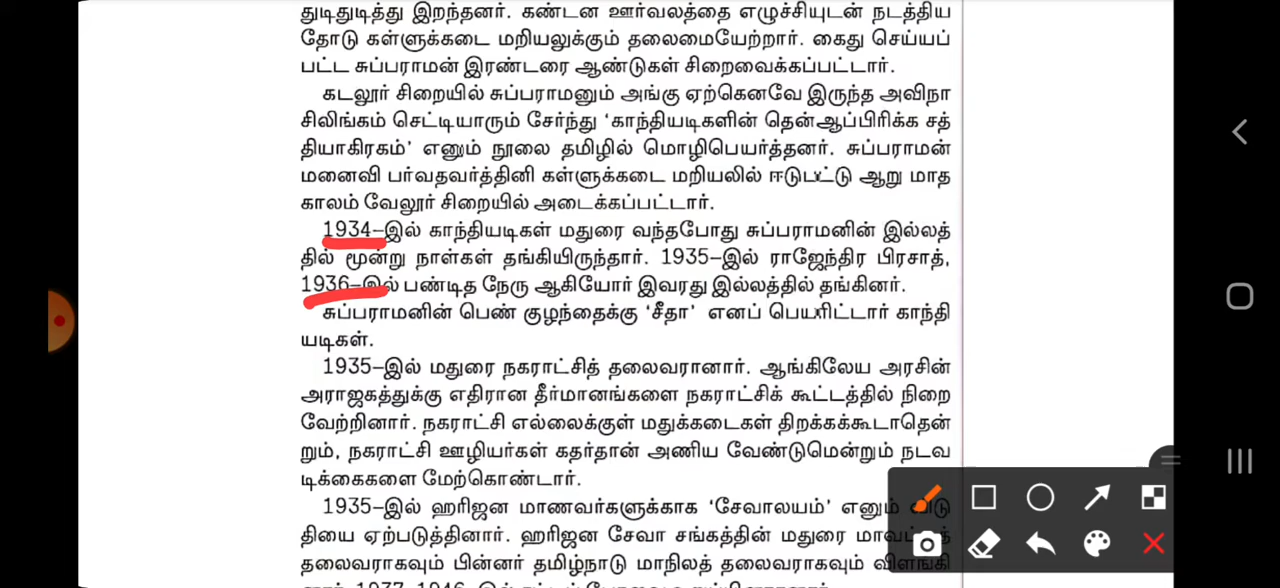 துடிதுடித்து இறந்தனர். கண்டன ஊர்வலத்தை எழுச்சியுடன் நடத்திய
தோடு கள்ளுக்கடை மறியலுக்கும் தலைமையேற்றார். கைது செய்யப்
பட்ட சுப்பராமன் இரண்டரை ஆண்டுகள் சிறைவைக்கப்பட்டார்.
கடலூர் சிறையில் சுப்பராமனும் அங்கு ஏற்கெனவே இருந்த அவிநா
சிலிங்கம் செட்டியாரும் சேர்ந்து ‘காந்தியடிகளின் தென்ஆப்பிரிக்க சத்
தியாகிரகம்’ எனும் நூலை தமிழில் மொழிபெயர்த்தனர். சுப்பராமன்
மனைவி பர்வதவர்த்தினி கள்ளுக்கடை மறியலில் ஈடுபட்டு ஆறு மாத
காலம் வேலூர் சிறையில் அடைக்கப்பட்டார்.
1934–இல் காந்தியடிகள் மதுரை வந்தபோது சுப்பராமனின் இல்லத்
தில் மூன்று நாள்கள் தங்கியிருந்தார். 1935–இல் ராஜேந்திர பிரசாத்,
1936–இல் பண்டித நேரு ஆகியோர் இவரது இல்லத்தில் தங்கினர்.
சுப்பராமனின் பெண் குழந்தைக்கு ‘சீதா’ எனப் பெயரிட்டார் காந்தி
யடிகள்.
1935–இல் மதுரை நகராட்சித் தலைவரானார். ஆங்கிலேய அரசின்
அராஜகத்துக்கு எதிரான தீர்மானங்களை நகராட்சிக் கூட்டத்தில் நிறை
வேற்றினார். நகராட்சி எல்லைக்குள் மதுக்கடைகள் திறக்கக்கூடாதென்
றும், நகராட்சி ஊழியர்கள் கதர்தான் அணிய வேண்டுமென்றும் நடவ
டிக்கைகளை மேற்கொண்டார்.
1935–இல் ஹரிஜன மாணவர்களுக்காக ‘சேவாலயம்’ எனும் விடு
தியை ஏற்படுத்தினார். ஹரிஜன சேவா சங்கத்தின் மதுரை மாவட்டத்
தலைவராகவும் பின்னர் தமிழ்நாடு மாநிலத் தலைவராகவும் விளங்கி